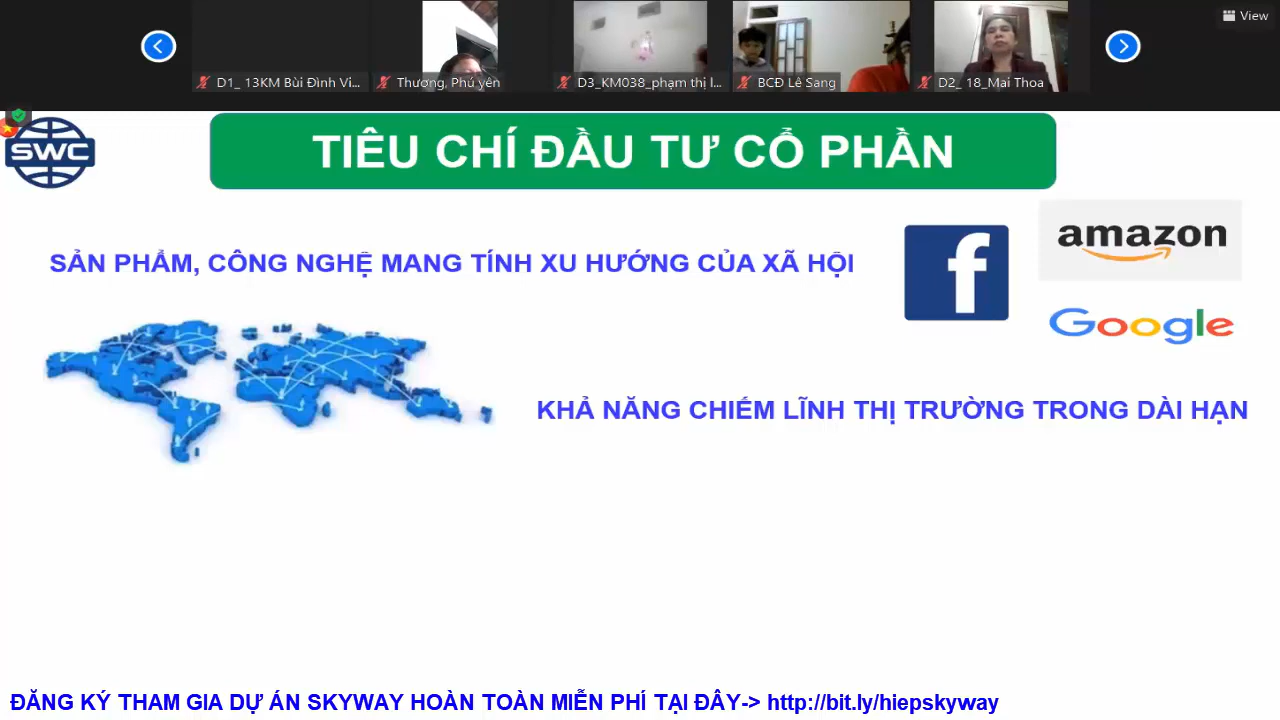 View
D1_ 13KM Bùi Đình Vi...
Thương, Phú yên
D3_KM038_phạm thị l...
BCĐ Lê Sang
D2_ 18_Mai Thoa
SWC
TIÊU CHÍ ĐẦU TƯ CỔ PHẦN
SẢN PHẨM, CÔNG NGHỆ MANG TÍNH XU HƯỚNG CỦA XÃ HỘI
f
amazon
Google
KHẢ NĂNG CHIẾM LĨNH THỊ TRƯỜNG TRONG DÀI HẠN
ĐĂNG KÝ THAM GIA DỰ ÁN SKYWAY HOÀN TOÀN MIỄN PHÍ TẠI ĐÂY-> http://bit.ly/hiepskyway